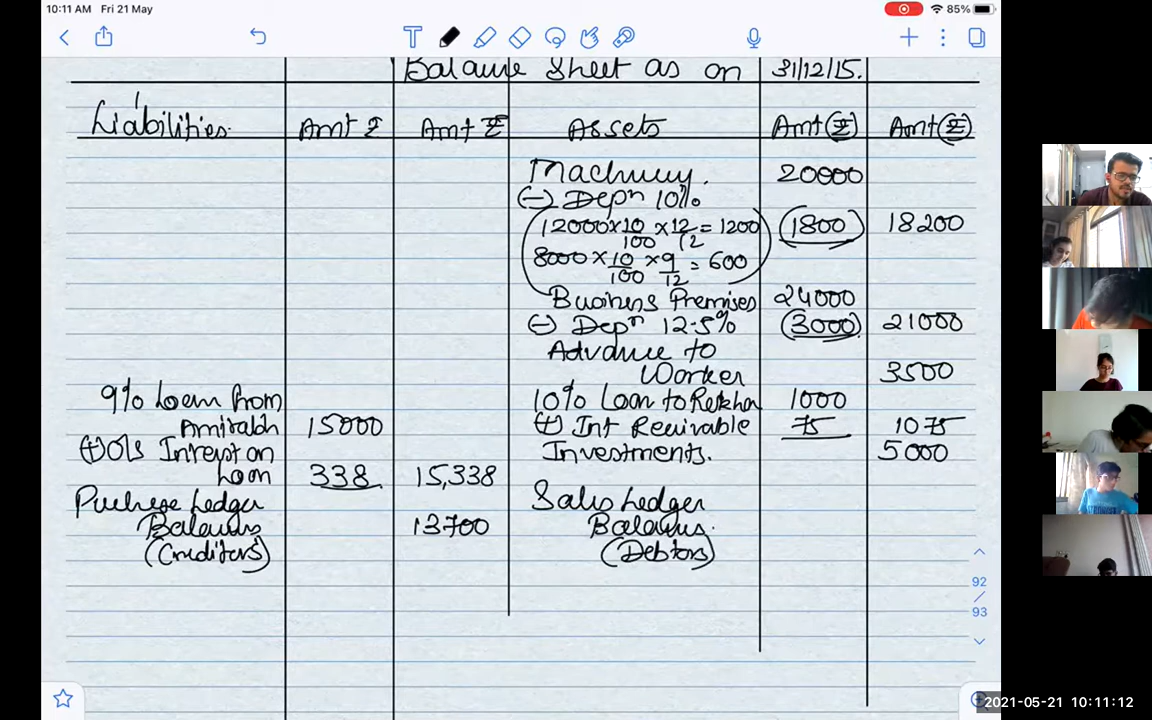 10:11 AM Fri 21 May
85%
Balance Sheet as on 31/12/15.
Liabilities. Amt ₹ Amt ₹ Assets Amt (₹) Amt (₹)
Machinery. 20000
(-) Depn 10%
12000 × 10/100 × 12/12 = 1200 (1800) 18200
8000 × 10/100 × 9/12 = 600
Business Premises 24000
(-) Depn 12.5% (3000) 21000
Advance to
Worker 3500
9% Loan from 10% Loan to Rekha 1000
Amitabh 15000 (+) Int Receivable 75 1075
(+) O/s Interest on Investments. 5000
Loan 338 15,338
Purchase Ledger Sales Ledger
Balances 13700 Balances.
(Creditors) (Debtors)
92
/
93
2021-05-21 10:11:12